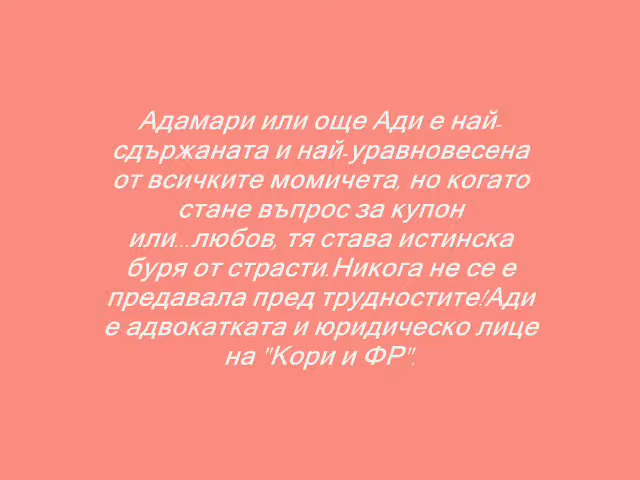 Адамари или още Ади е най-
сдържаната и най-уравновесена
от всичките момичета, но когато
стане въпрос за купон
или...любов, тя става истинска
буря от страсти.Никога не се е
предавала пред трудностите!Ади
е адвокатката и юридическо лице
на "Кори и ФР".